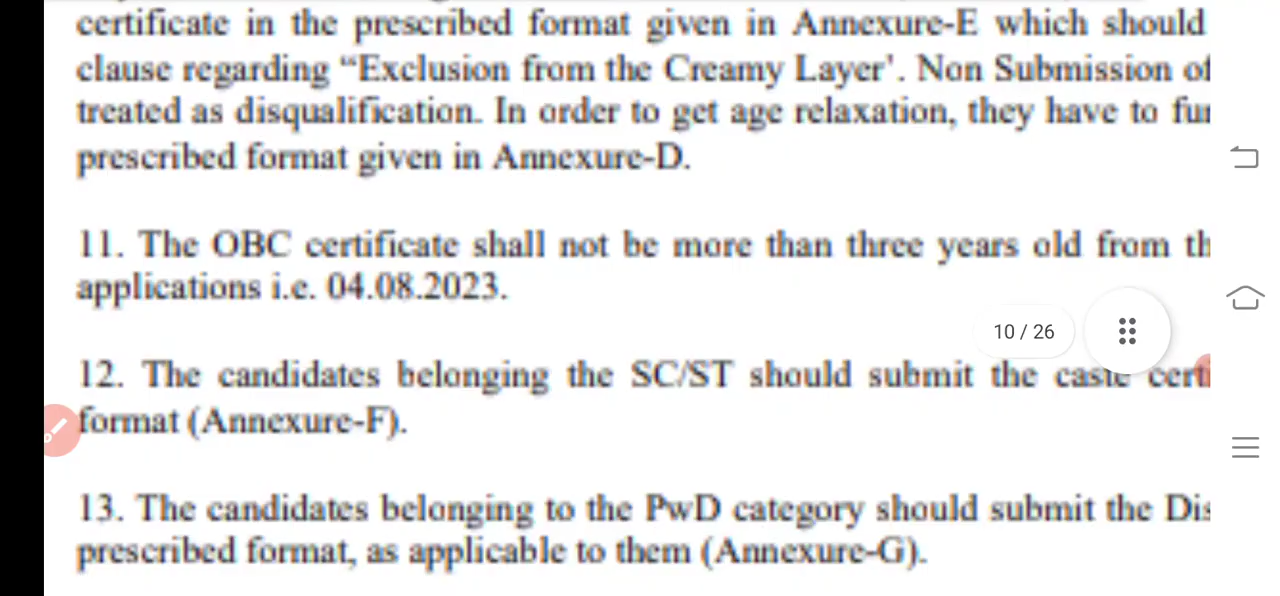 certificate in the prescribed format given in Annexure-E which should
clause regarding “Exclusion from the Creamy Layer'. Non Submission of
treated as disqualification. In order to get age relaxation, they have to
prescribed format given in Annexure-D.
11. The OBC certificate shall not be more than three years old from
applications i.e. 04.08.2023.
10 / 26
12. The candidates belonging the SC/ST should submit the caste
format (Annexure-F).
13. The candidates belonging to the PwD category should submit the
prescribed format, as applicable to them (Annexure-G).